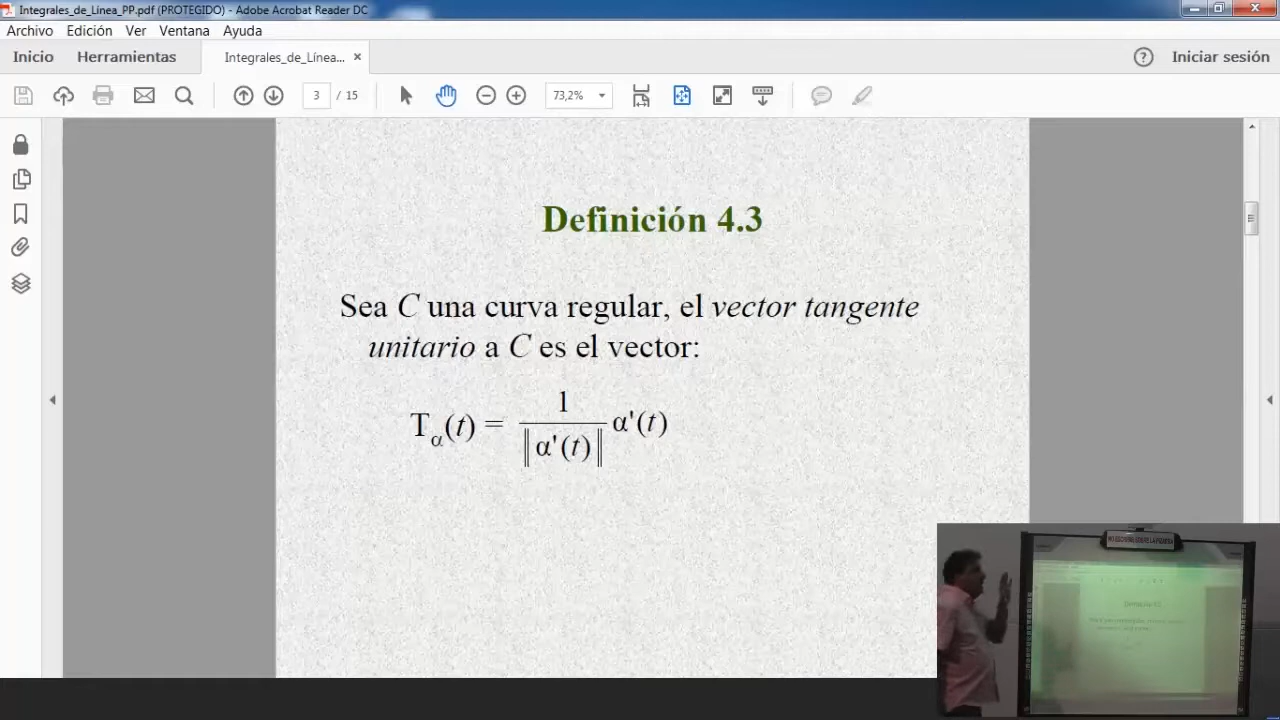 Integrales_de_Linea_PP.pdf (PROTEGIDO) - Adobe Acrobat Reader DC
Archivo Edición Ver Ventana Ayuda
Inicio Herramientas Integrales_de_Línea... × ? Iniciar sesión
3 / 15 73,2%
Definición 4.3
Sea C una curva regular, el vector tangente
unitario a C es el vector:
Tα(t) = 1 / ‖α'(t)‖ α'(t)